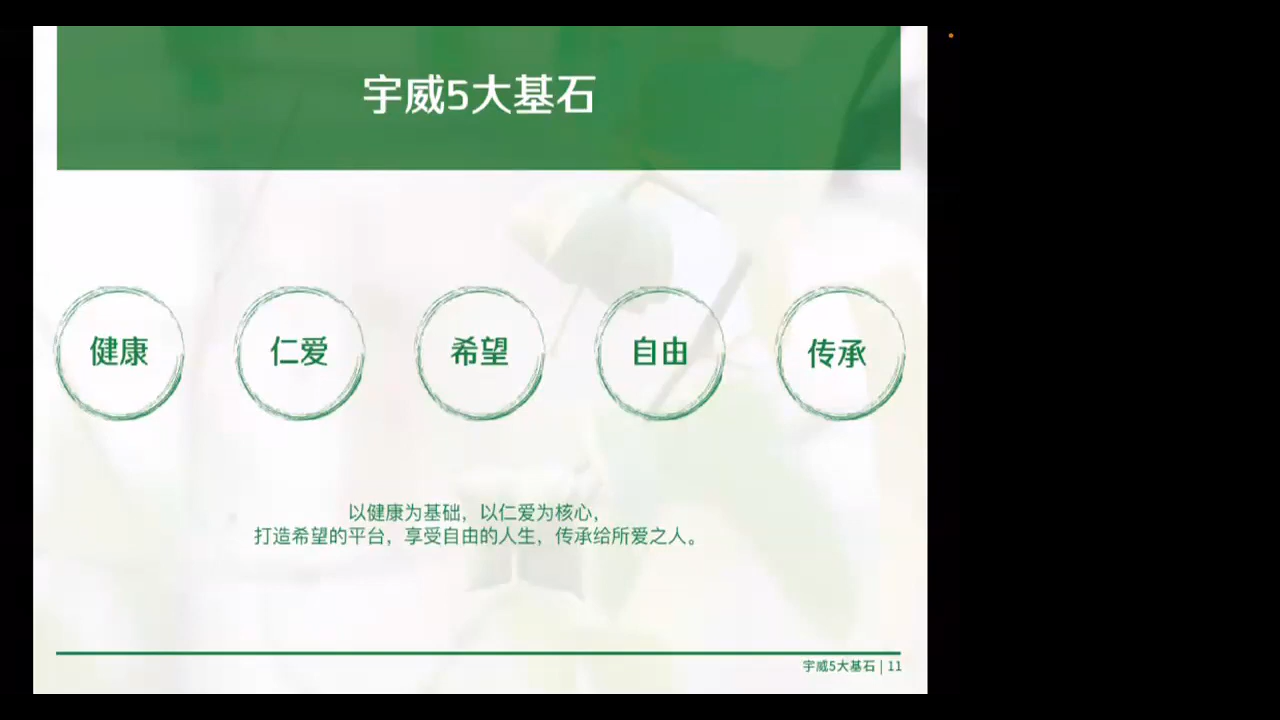 宇威5大基石
健康
仁爱
希望
自由
传承
以健康为基础，以仁爱为核心，
打造希望的平台，享受自由的人生，传承给所爱之人。
宇威5大基石 | 11